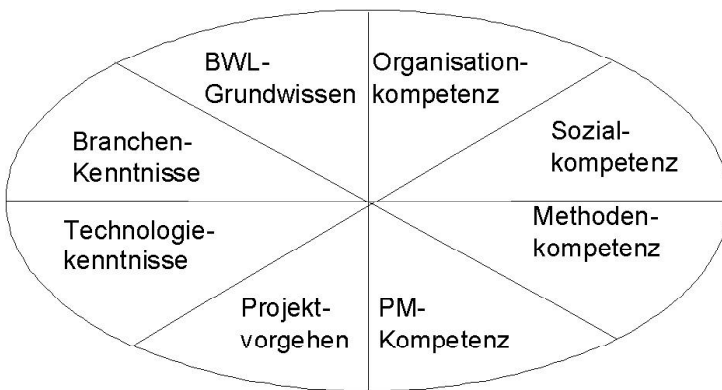 BWL-
Grundwissen
Organisation-
kompetenz
Sozial-
kompetenz
Methoden-
kompetenz
PM-
Kompetenz
Projekt-
vorgehen
Technologie-
kenntnisse
Branchen-
Kenntnisse